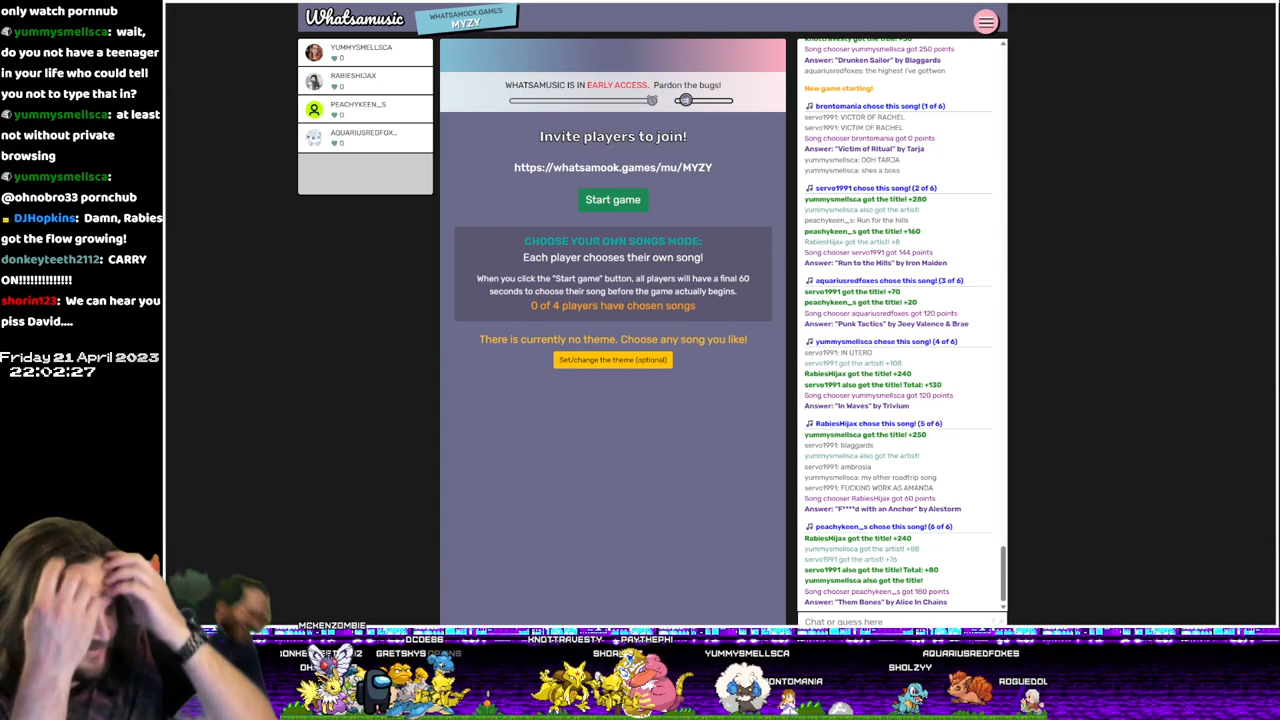 only watch pornnub
yummysmellsca: wait,
do you not have a friend
in your life who would tell
you not to type that in?
yummysmellsca: at least
not without private
browsing
yummysmellsca:
DJHopkins: Damn, rabies
got the Flow gronking!
donkeyteeth2112: CARRY
ON!!!!!!!!!!!!!!!
shorin123: We can hear you
piss David....
Friday, 21 April 2023
Whatsamusic
WHATSAMOOK.GAMES
MYZY
YUMMYSMELLSCA
0
RABIESHIJAX
0
PEACHYKEEN_S
0
AQUARIUSREDFOX...
0
WHATSAMUSIC IS IN EARLY ACCESS. Pardon the bugs!
Invite players to join!
https://whatsamook.games/mu/MYZY
Start game
CHOOSE YOUR OWN SONGS MODE:
Each player chooses their own song!
When you click the "Start game" button, all players will have a final 60
seconds to choose their song before the game actually begins.
0 of 4 players have chosen songs
There is currently no theme. Choose any song you like!
Set/change the theme (optional)
Song chooser yummysmellsca got 250 points
Answer: "Drunken Sailor" by Blaggards
aquariusredfoxes: the highest I've gottwen
New game starting!
brontomania chose this song! (1 of 6)
servo1991: VICTOR OF RACHEL
servo1991: VICTIM OF RACHEL
Song chooser brontomania got 0 points
Answer: "Victim of Ritual" by Tarja
yummysmellsca: OOH TARJA
yummysmellsca: shes a boss
servo1991 chose this song! (2 of 6)
yummysmellsca got the title! +280
yummysmellsca also got the artist!
peachykeen_s: Run for the hills
peachykeen_s got the title! +160
RabiesHijax got the artist! +8
Song chooser servo1991 got 144 points
Answer: "Run to the Hills" by Iron Maiden
aquariusredfoxes chose this song! (3 of 6)
servo1991 got the title! +70
peachykeen_s got the title! +20
Song chooser aquariusredfoxes got 120 points
Answer: "Punk Tactics" by Joey Valence & Brae
yummysmellsca chose this song! (4 of 6)
servo1991: IN UTERO
servo1991 got the artist! +108
RabiesHijax got the title! +240
servo1991 also got the title! Total: +130
Song chooser yummysmellsca got 120 points
Answer: "In Waves" by Trivium
RabiesHijax chose this song! (5 of 6)
yummysmellsca got the title! +250
servo1991: blaggards
yummysmellsca also got the artist!
servo1991: ambrosia
yummysmellsca: my other roadtrip song
servo1991: FUCKING WORK AS AMANDA
Song chooser RabiesHijax got 60 points
Answer: "F****d with an Anchor" by Alestorm
peachykeen_s chose this song! (6 of 6)
RabiesHijax got the title! +240
yummysmellsca got the artist! +88
servo1991 got the artist! +76
servo1991 also got the title! Total: +80
yummysmellsca also got the title!
Song chooser peachykeen_s got 180 points
Answer: "Them Bones" by Alice In Chains
Chat or guess here
MCKENZOMBIE
GRETSKYS
KNOTTRAVESTY
YUMMYSMELLSCA
AQUARIUSREDFOXES
SHOLZYY